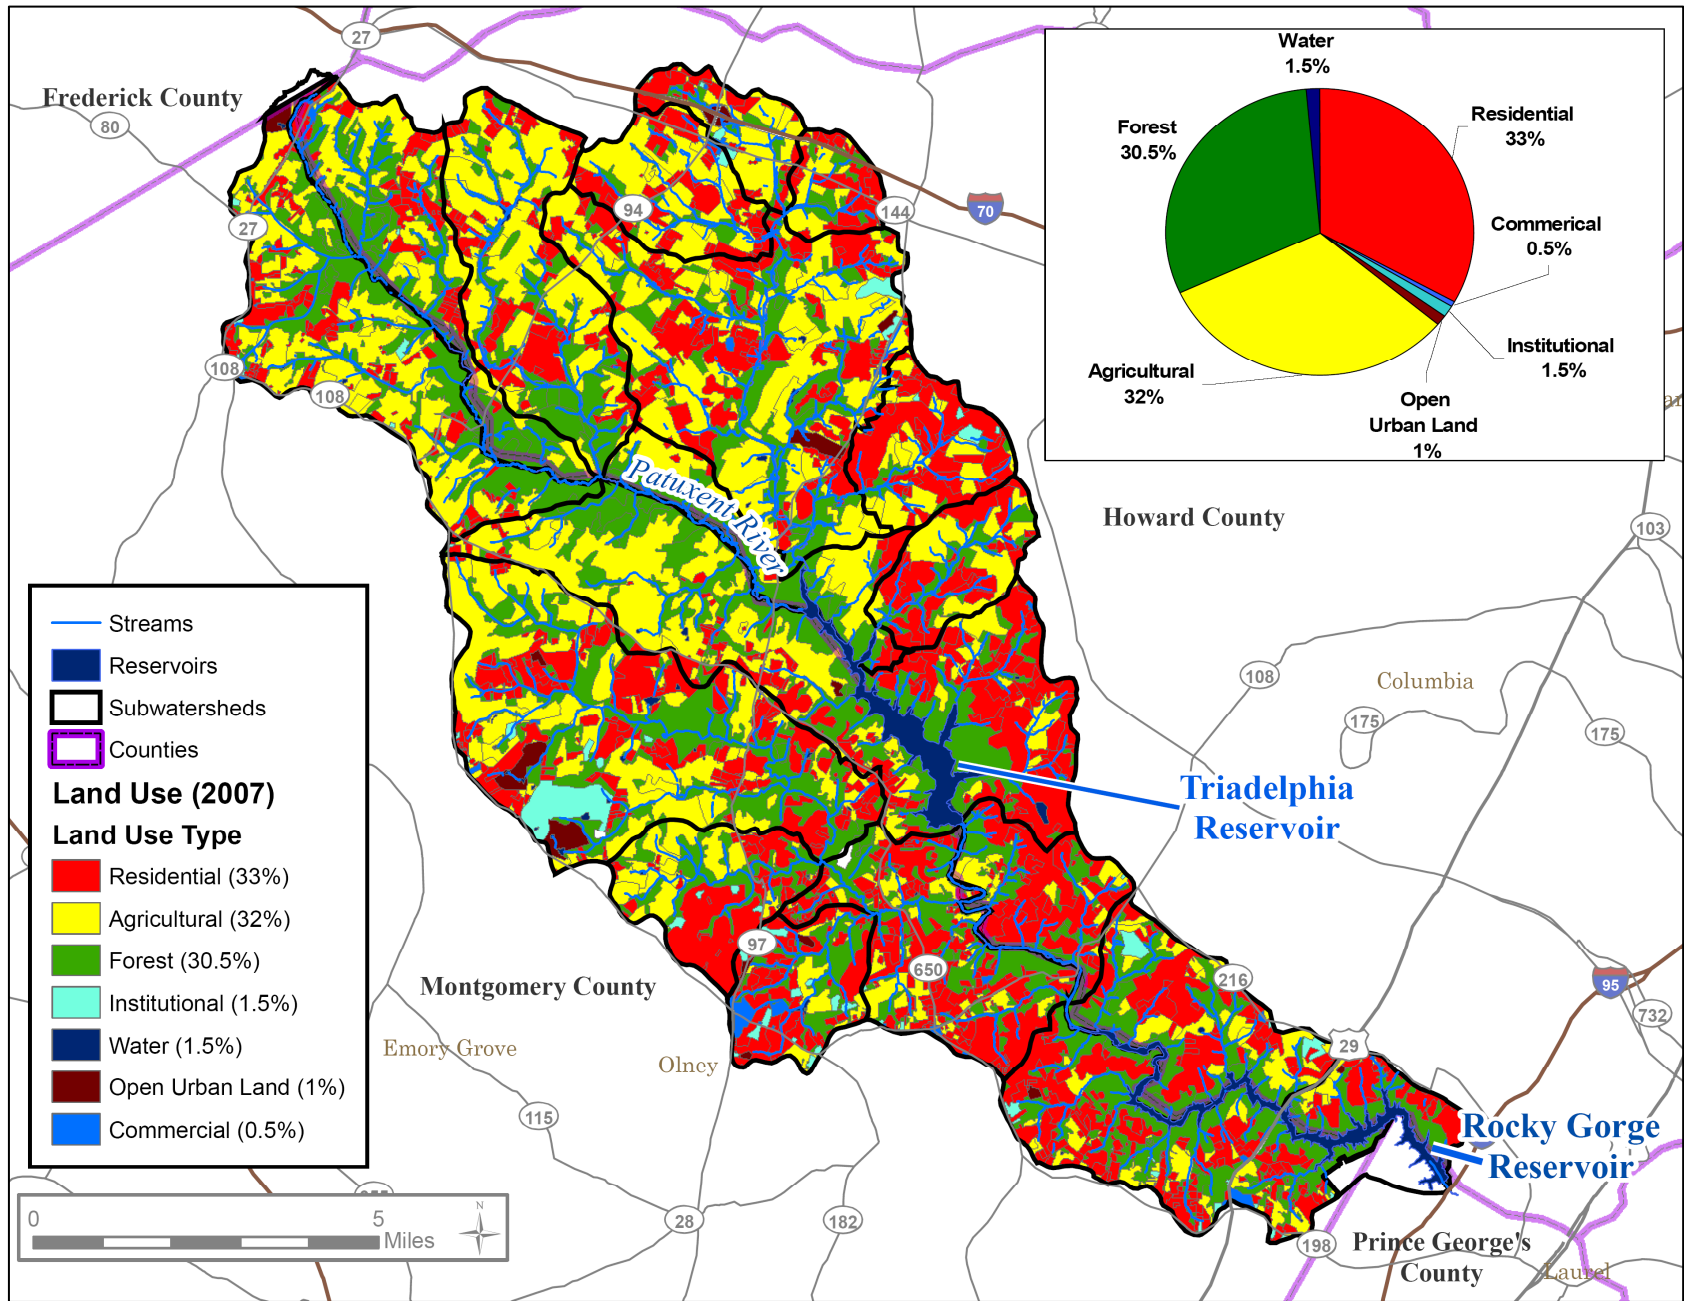 27
Frederick County
80
27
94
144
70
108
108
Water
1.5%
Residential
33%
Forest
30.5%
Commerical
0.5%
Institutional
1.5%
Agricultural
32%
Open
Urban Land
1%
Patuxent River
Howard County
103
108
Columbia
175
175
Streams
Reservoirs
Subwatersheds
Counties
Land Use (2007)
Land Use Type
Residential (33%)
Agricultural (32%)
Forest (30.5%)
Institutional (1.5%)
Water (1.5%)
Open Urban Land (1%)
Commercial (0.5%)
Triadelphia
Reservoir
97
650
216
95
732
Montgomery County
Emory Grove
Olney
29
115
Rocky Gorge
Reservoir
0
5
Miles
N
28
182
198
Prince George's
County
Laurel